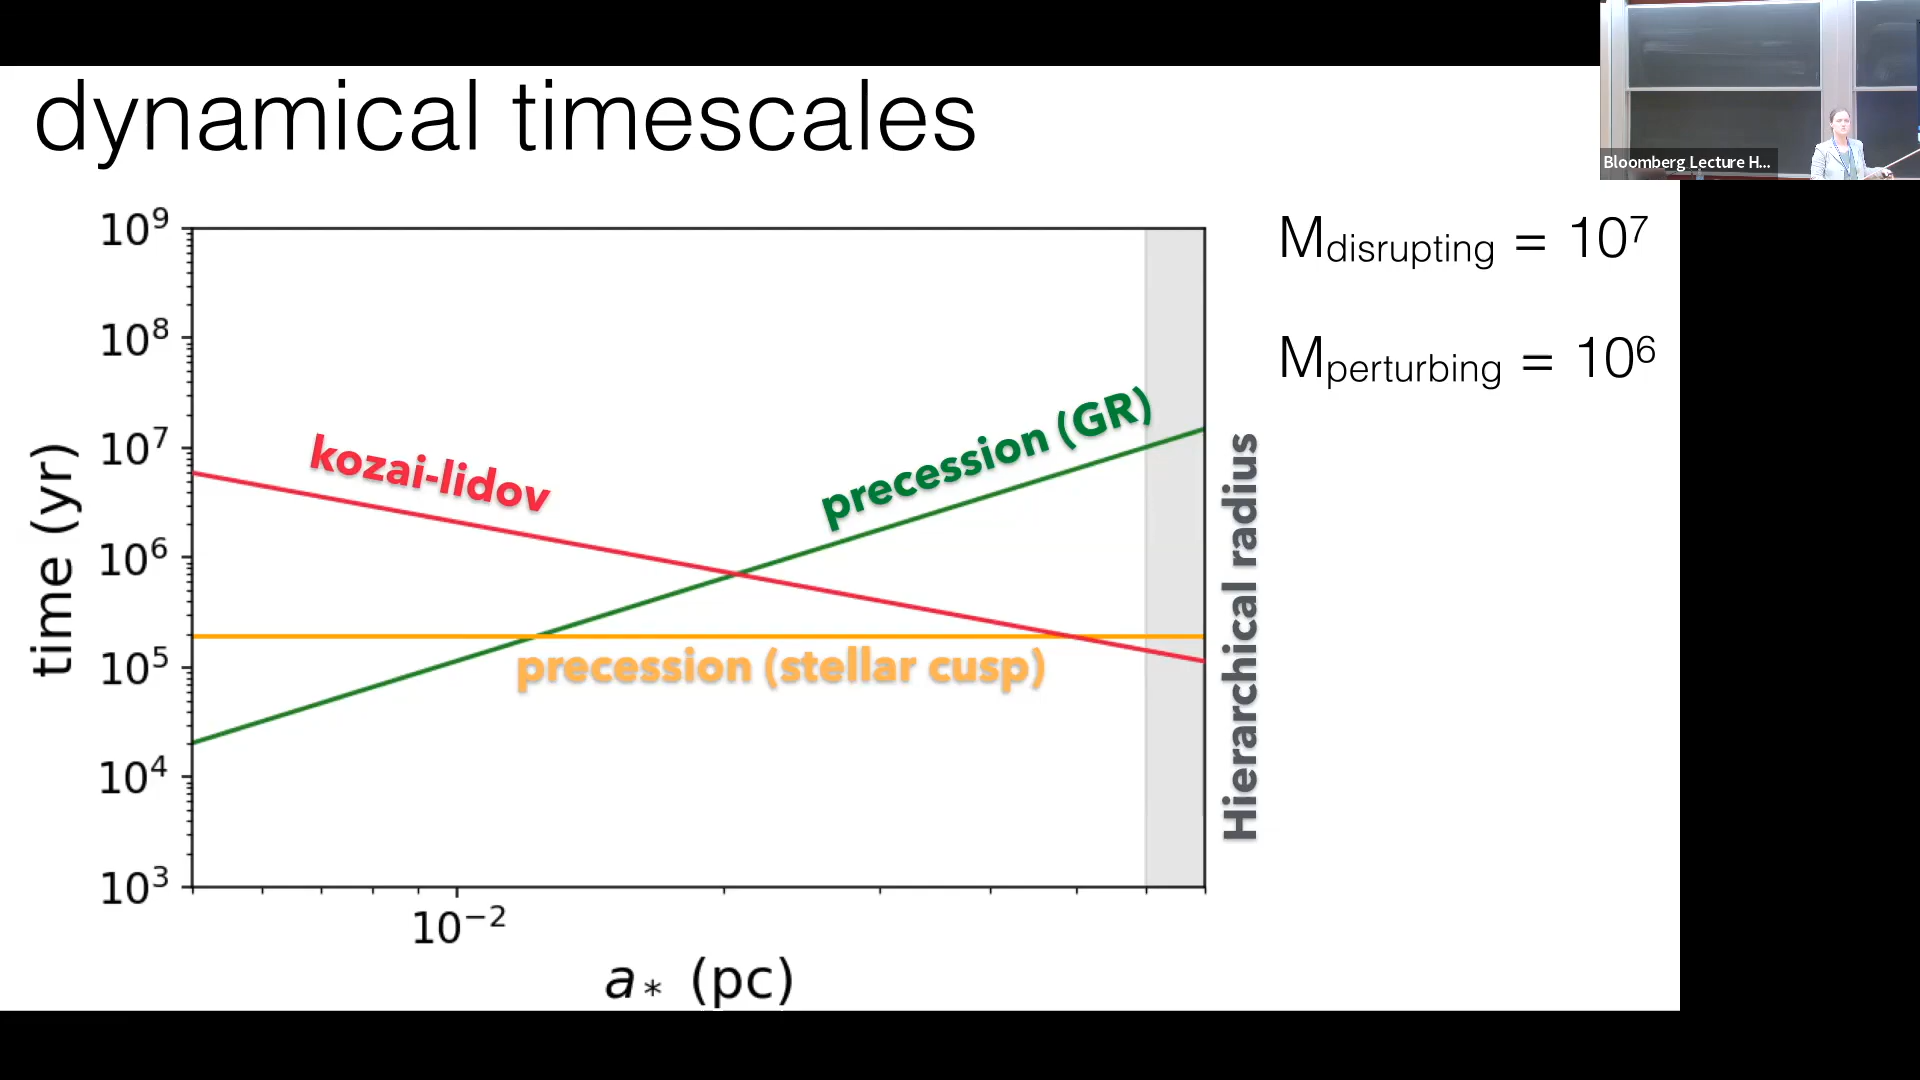 dynamical timescales
Bloomberg Lecture H...
M_disrupting = 10^7
M_perturbing = 10^6
10^9
10^8
10^7
10^6
10^5
10^4
10^3
time (yr)
kozai-lidov
precession (GR)
precession (stellar cusp)
Hierarchical radius
10^−2
a_* (pc)